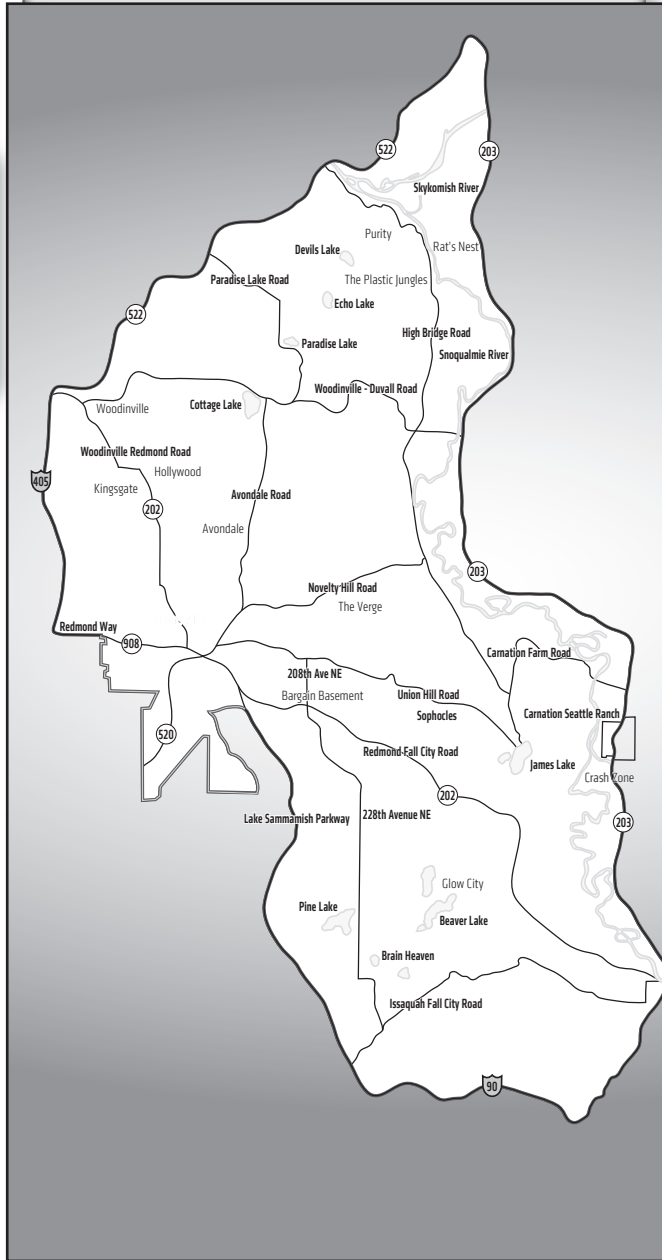 522
203
Skykomish River
Purity
Rat's Nest
Devils Lake
Paradise Lake Road
The Plastic Jungles
Echo Lake
522
High Bridge Road
Paradise Lake
Snoqualmie River
Woodinville - Duvall Road
Woodinville
Cottage Lake
Woodinville Redmond Road
Hollywood
405
Kingsgate
Avondale Road
202
Avondale
203
Novelty Hill Road
The Verge
Redmond Way
908
Carnation Farm Road
208th Ave NE
Bargain Basement
Union Hill Road
Sophocles
Carnation Seattle Ranch
520
Redmond-Fall City Road
James Lake
Crash Zone
202
Lake Sammamish Parkway
228th Avenue NE
203
Glow City
Pine Lake
Beaver Lake
Brain Heaven
Issaquah Fall City Road
90